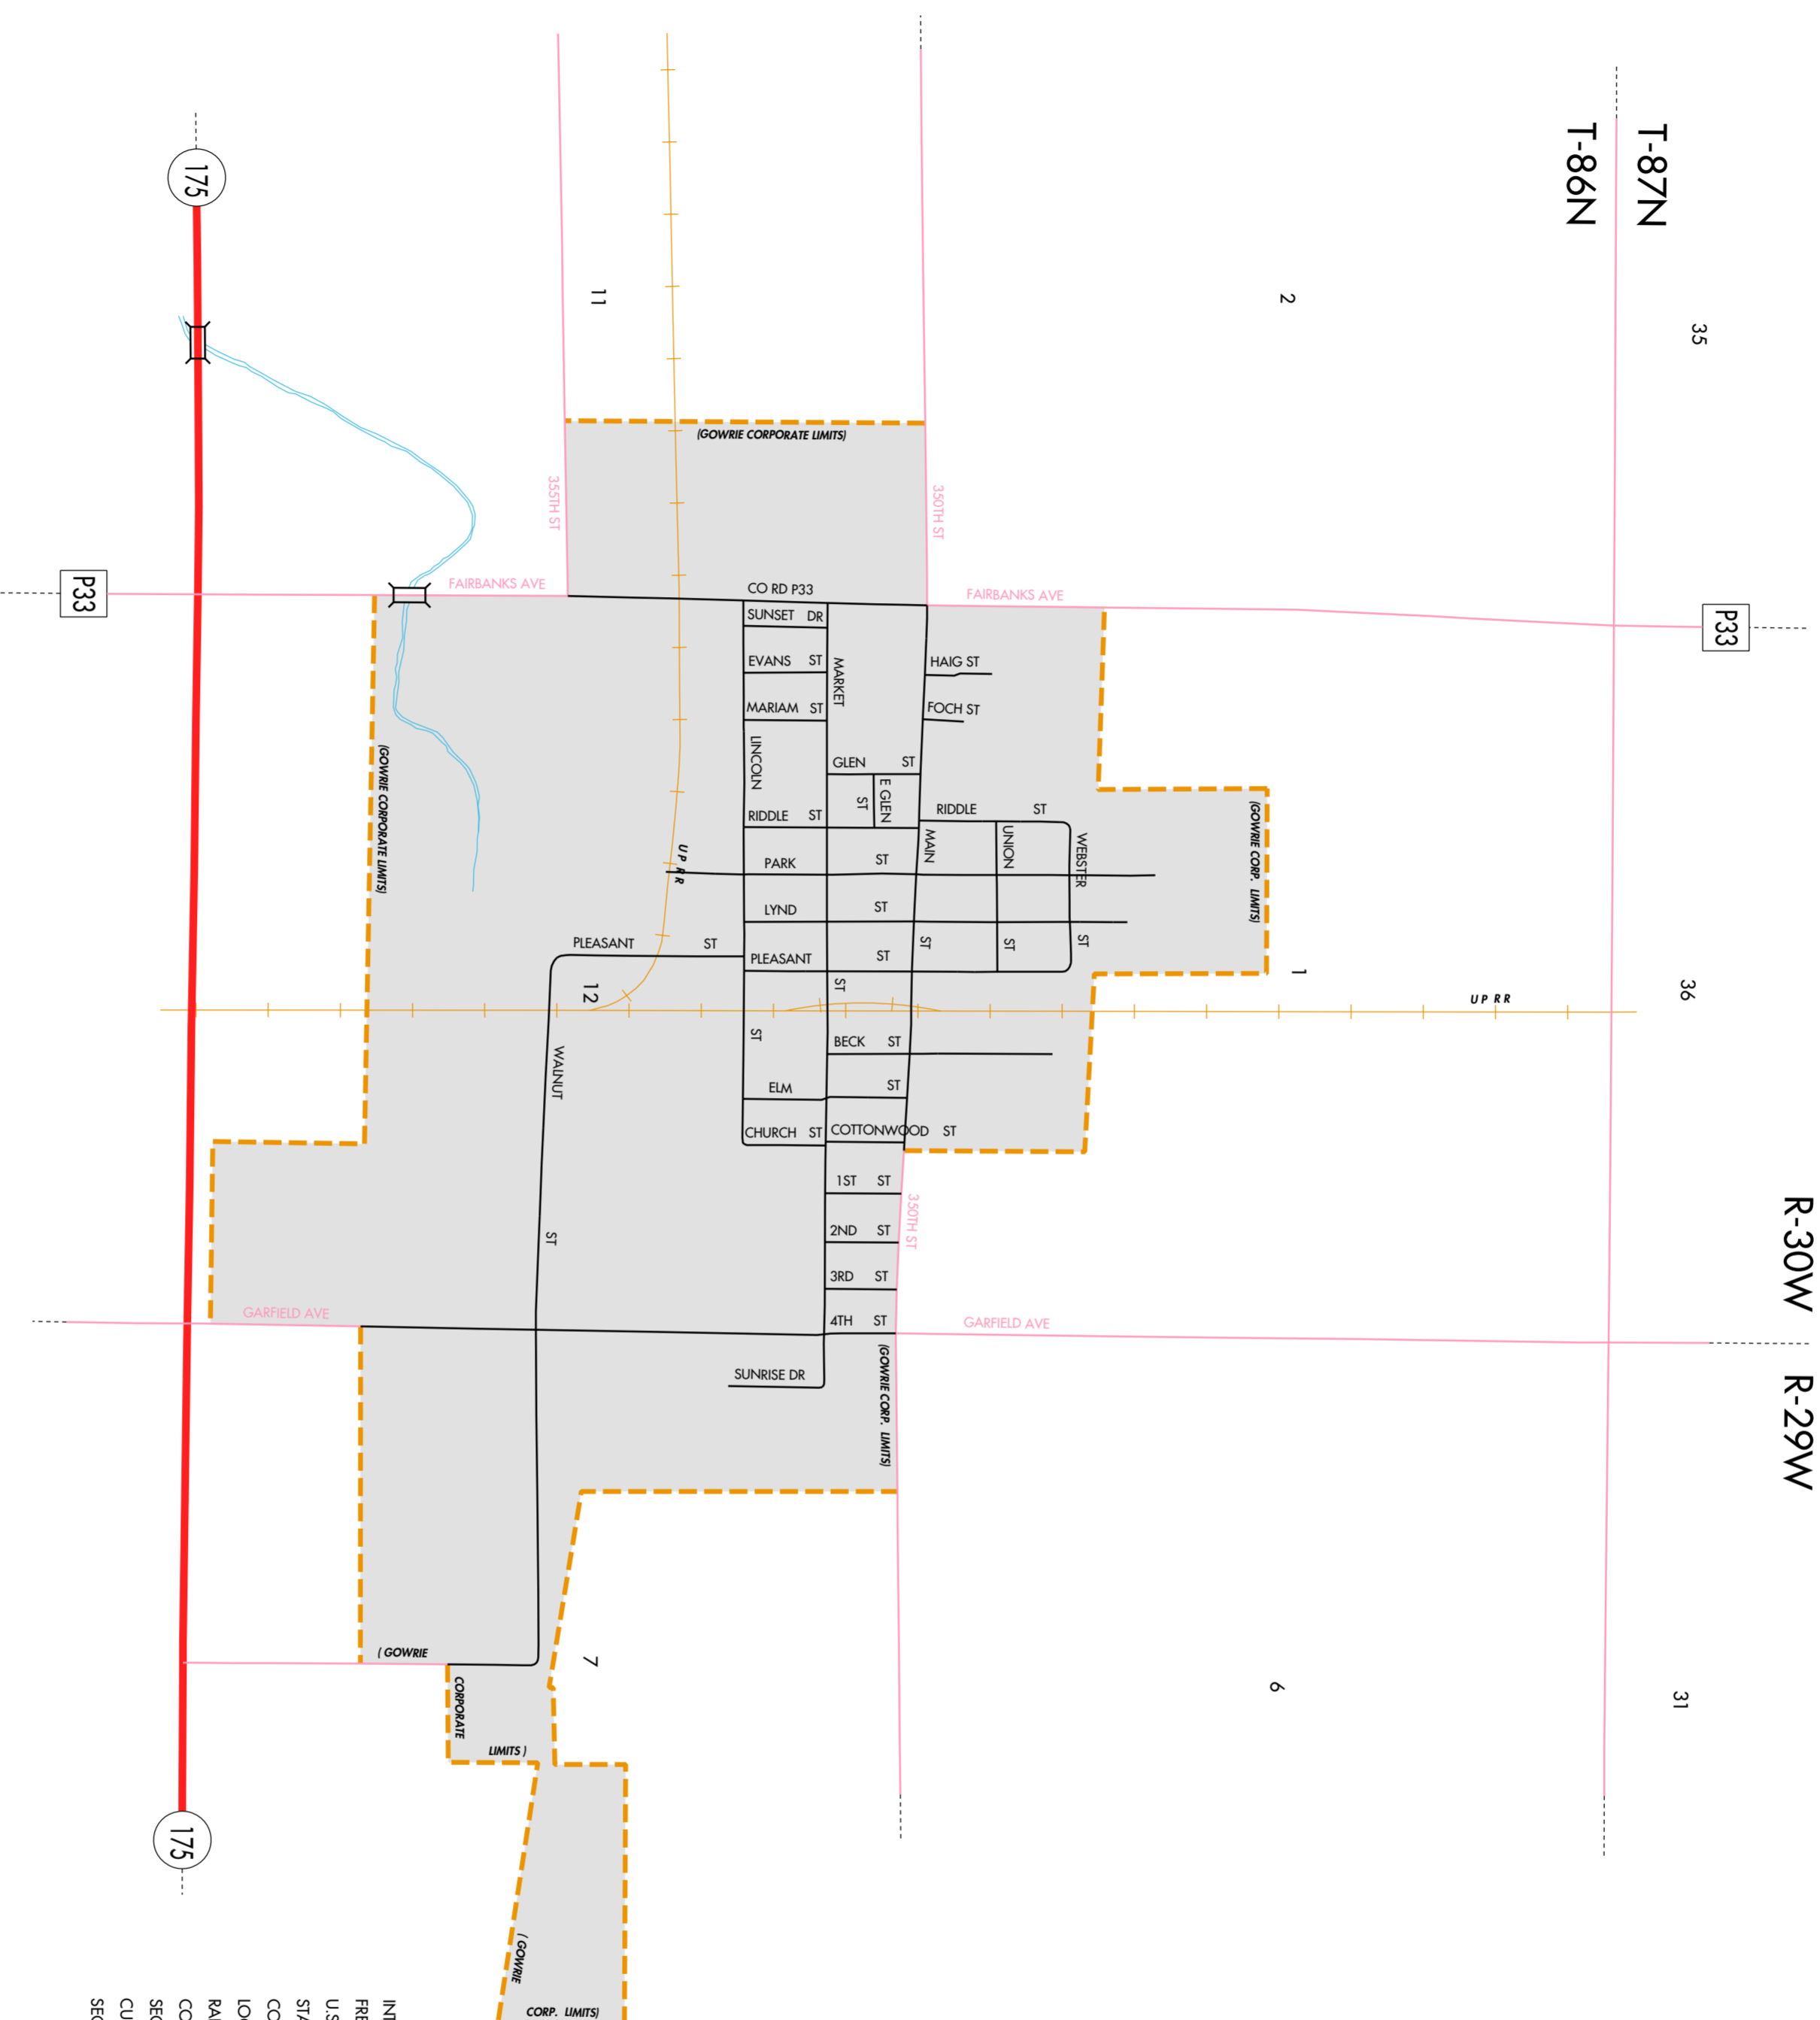 T-87N
T-86N
35
2
11
175
(GOWRIE CORPORATE LIMITS)
355TH ST
350TH ST
P33
FAIRBANKS AVE
CO RD P33
FAIRBANKS AVE
P33
SUNSET DR
EVANS ST
MARKET
HAIG ST
MARIAM ST
FOCH ST
LINCOLN
GLEN ST
E GLEN
ST
(GOWRIE CORPORATE LIMITS)
(GOWRIE CORP. LIMITS)
RIDDLE ST
RIDDLE ST
MAIN
UNION
WEBSTER
UP RR
PARK ST
LYND ST
PLEASANT ST
PLEASANT ST
ST
ST
ST
ST
12
1
36
UP RR
ST
WALNUT
BECK ST
ELM ST
CHURCH ST
COTTONWOOD ST
1ST ST
350TH ST
2ND ST
ST
3RD ST
R-30W
GARFIELD AVE
4TH ST
GARFIELD AVE
SUNRISE DR
(GOWRIE CORP. LIMITS)
R-29W
( GOWRIE
CORPORATE
LIMITS )
7
6
31
175
( GOWRIE
CORP. LIMITS)